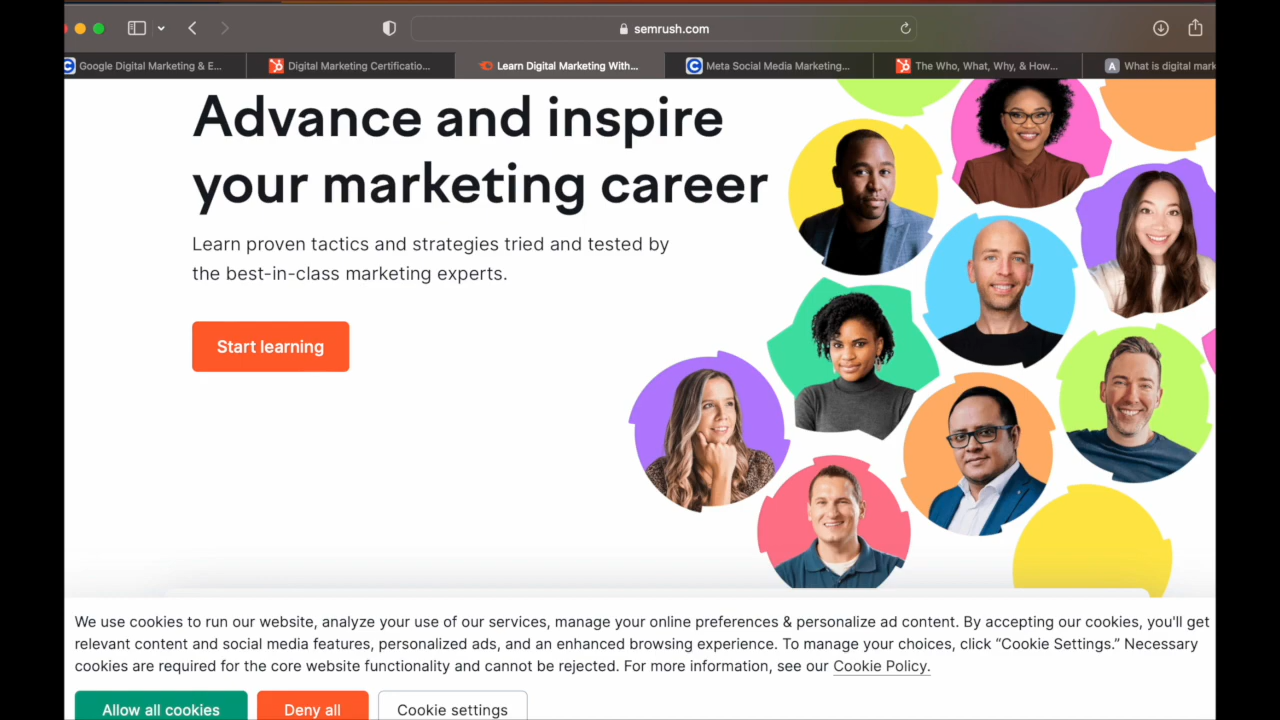 semrush.com
Google Digital Marketing & E...
Digital Marketing Certificatio...
Learn Digital Marketing With...
Meta Social Media Marketing...
The Who, What, Why, & How...
A What is digital mark
Advance and inspire
your marketing career
Learn proven tactics and strategies tried and tested by
the best-in-class marketing experts.
Start learning
We use cookies to run our website, analyze your use of our services, manage your online preferences & personalize ad content. By accepting our cookies, you'll get
relevant content and social media features, personalized ads, and an enhanced browsing experience. To manage your choices, click “Cookie Settings.” Necessary
cookies are required for the core website functionality and cannot be rejected. For more information, see our Cookie Policy.
Allow all cookies
Deny all
Cookie settings